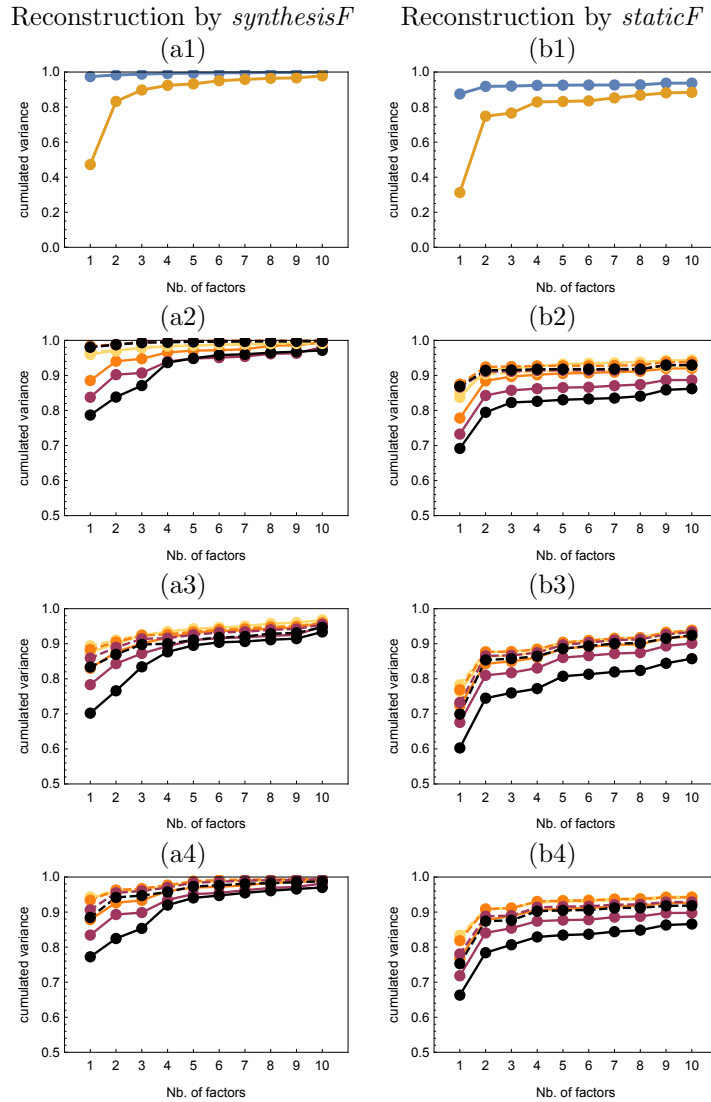 Reconstruction by synthesisF Reconstruction by staticF
(a1) (b1)
cumulated variance
1.0
0.8
0.6
0.4
0.2
0.0
1 2 3 4 5 6 7 8 9 10
Nb. of factors
cumulated variance
1.0
0.8
0.6
0.4
0.2
0.0
1 2 3 4 5 6 7 8 9 10
Nb. of factors
(a2) (b2)
cumulated variance
1.0
0.9
0.8
0.7
0.6
0.5
1 2 3 4 5 6 7 8 9 10
Nb. of factors
cumulated variance
1.0
0.9
0.8
0.7
0.6
0.5
1 2 3 4 5 6 7 8 9 10
Nb. of factors
(a3) (b3)
cumulated variance
1.0
0.9
0.8
0.7
0.6
0.5
1 2 3 4 5 6 7 8 9 10
Nb. of factors
cumulated variance
1.0
0.9
0.8
0.7
0.6
0.5
1 2 3 4 5 6 7 8 9 10
Nb. of factors
(a4) (b4)
cumulated variance
1.0
0.9
0.8
0.7
0.6
0.5
1 2 3 4 5 6 7 8 9 10
Nb. of factors
cumulated variance
1.0
0.9
0.8
0.7
0.6
0.5
1 2 3 4 5 6 7 8 9 10
Nb. of factors